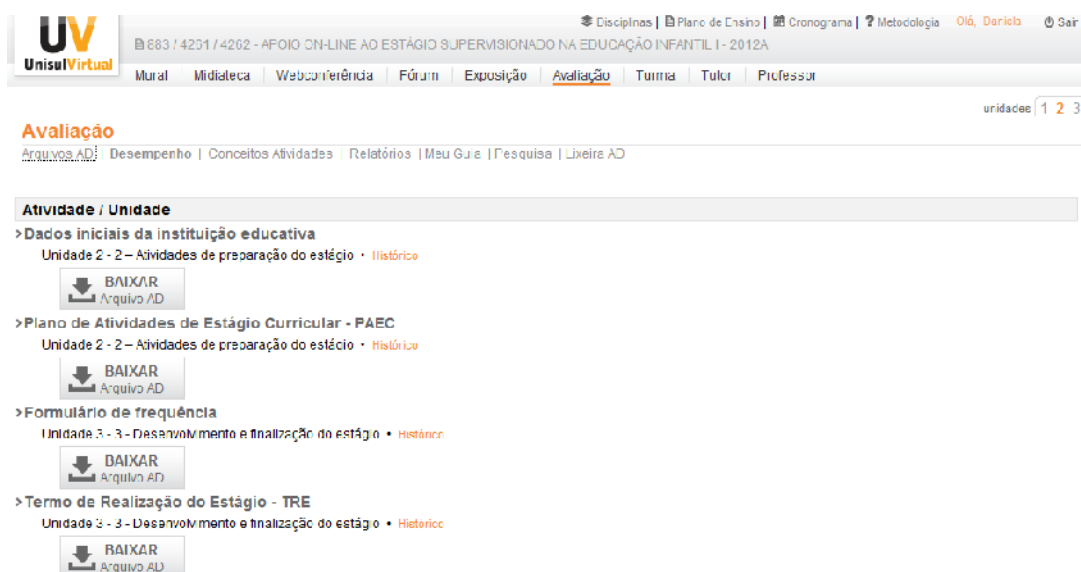 UV
UnisulVirtual
Disciplinas | Plano de Ensino | Cronograma | ? Metodologia Olá, Daniela Sair
883 / 4261 / 4262 - APOIO ON-LINE AO ESTÁGIO SUPERVISIONADO NA EDUCAÇÃO INFANTIL I - 2012A
Mural | Midiateca | Webconferência | Fórum | Exposição | Avaliação | Turma | Tutor | Professor
unidades 1 2 3
Avaliação
Arquivos AD | Desempenho | Conceitos Atividades | Relatórios | Meu Guia | Pesquisa | Lixeira AD
Atividade / Unidade
>Dados iniciais da instituição educativa
Unidade 2 - 2 – Atividades de preparação do estágio • Histórico
BAIXAR
Arquivo AD
>Plano de Atividades de Estágio Curricular - PAEC
Unidade 2 - 2 – Atividades de preparação do estágio • Histórico
BAIXAR
Arquivo AD
>Formulário de frequência
Unidade 3 - 3 - Desenvolvimento e finalização do estágio • Histórico
BAIXAR
Arquivo AD
>Termo de Realização do Estágio - TRE
Unidade 3 - 3 - Desenvolvimento e finalização do estágio • Histórico
BAIXAR
Arquivo AD